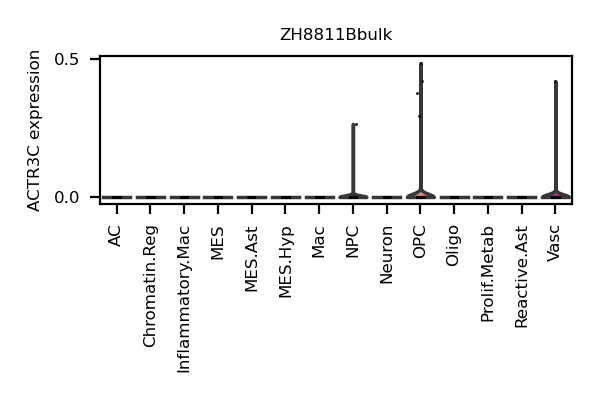 ZH8811Bbulk
ACTR3C expression
0.5
0.0
AC
Chromatin.Reg
Inflammatory.Mac
MES
MES.Ast
MES.Hyp
Mac
NPC
Neuron
OPC
Oligo
Prolif.Metab
Reactive.Ast
Vasc